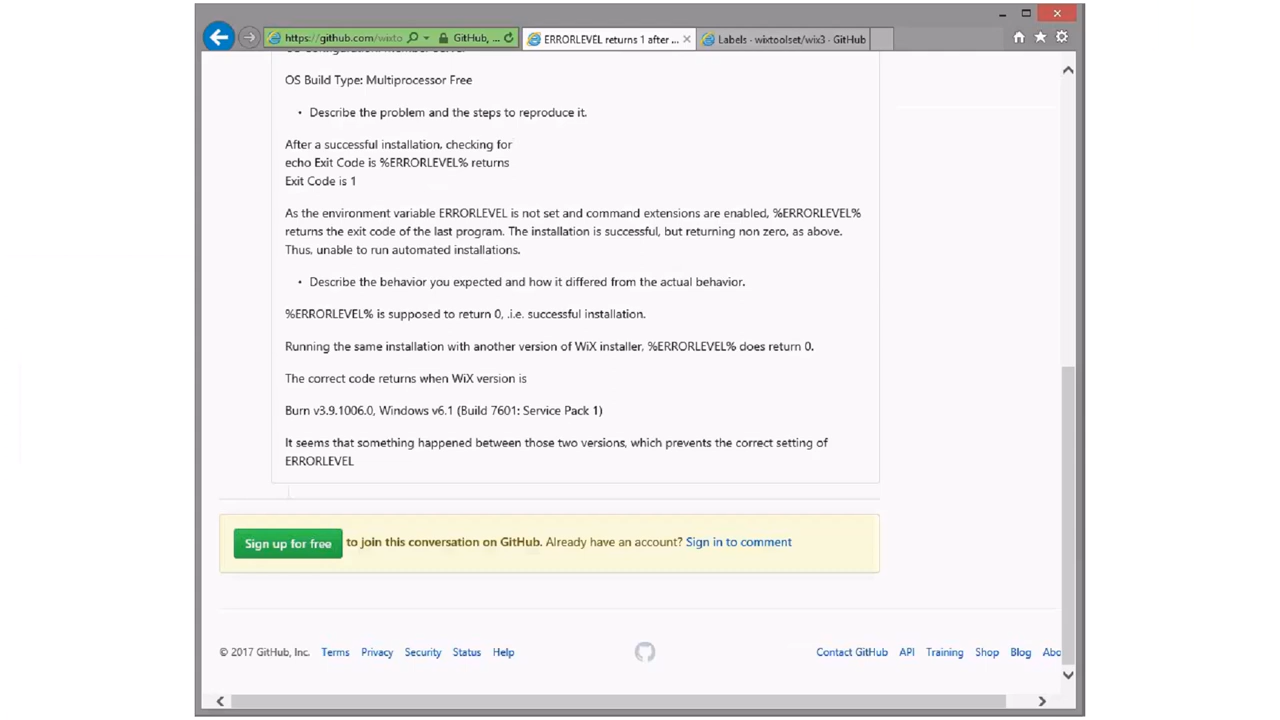 https://github.com/wixto
GitHub, ...
ERRORLEVEL returns 1 after ...
Labels · wixtoolset/wix3 · GitHub
OS Build Type: Multiprocessor Free
• Describe the problem and the steps to reproduce it.
After a successful installation, checking for
echo Exit Code is %ERRORLEVEL% returns
Exit Code is 1
As the environment variable ERRORLEVEL is not set and command extensions are enabled, %ERRORLEVEL%
returns the exit code of the last program. The installation is successful, but returning non zero, as above.
Thus, unable to run automated installations.
• Describe the behavior you expected and how it differed from the actual behavior.
%ERRORLEVEL% is supposed to return 0, .i.e. successful installation.
Running the same installation with another version of WiX installer, %ERRORLEVEL% does return 0.
The correct code returns when WiX version is
Burn v3.9.1006.0, Windows v6.1 (Build 7601: Service Pack 1)
It seems that something happened between those two versions, which prevents the correct setting of
ERRORLEVEL
Sign up for free to join this conversation on GitHub. Already have an account? Sign in to comment
© 2017 GitHub, Inc. Terms Privacy Security Status Help
Contact GitHub API Training Shop Blog Abo